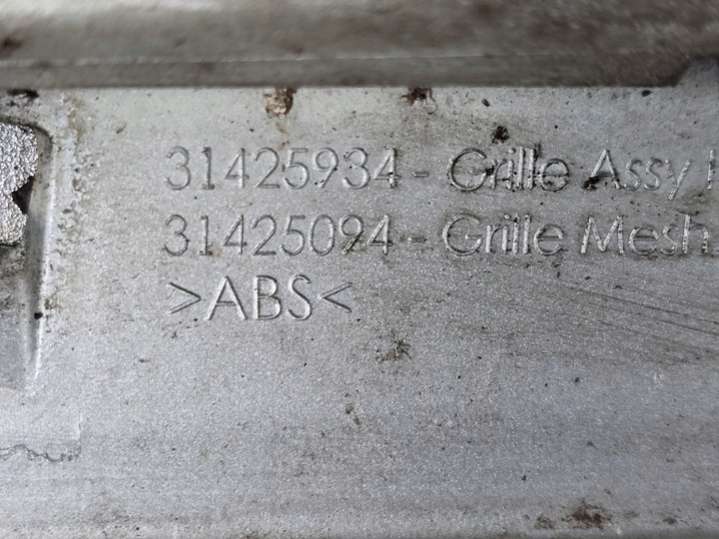 31425934 - Grille Assy
31425094 - Grille Mesh
>ABS<